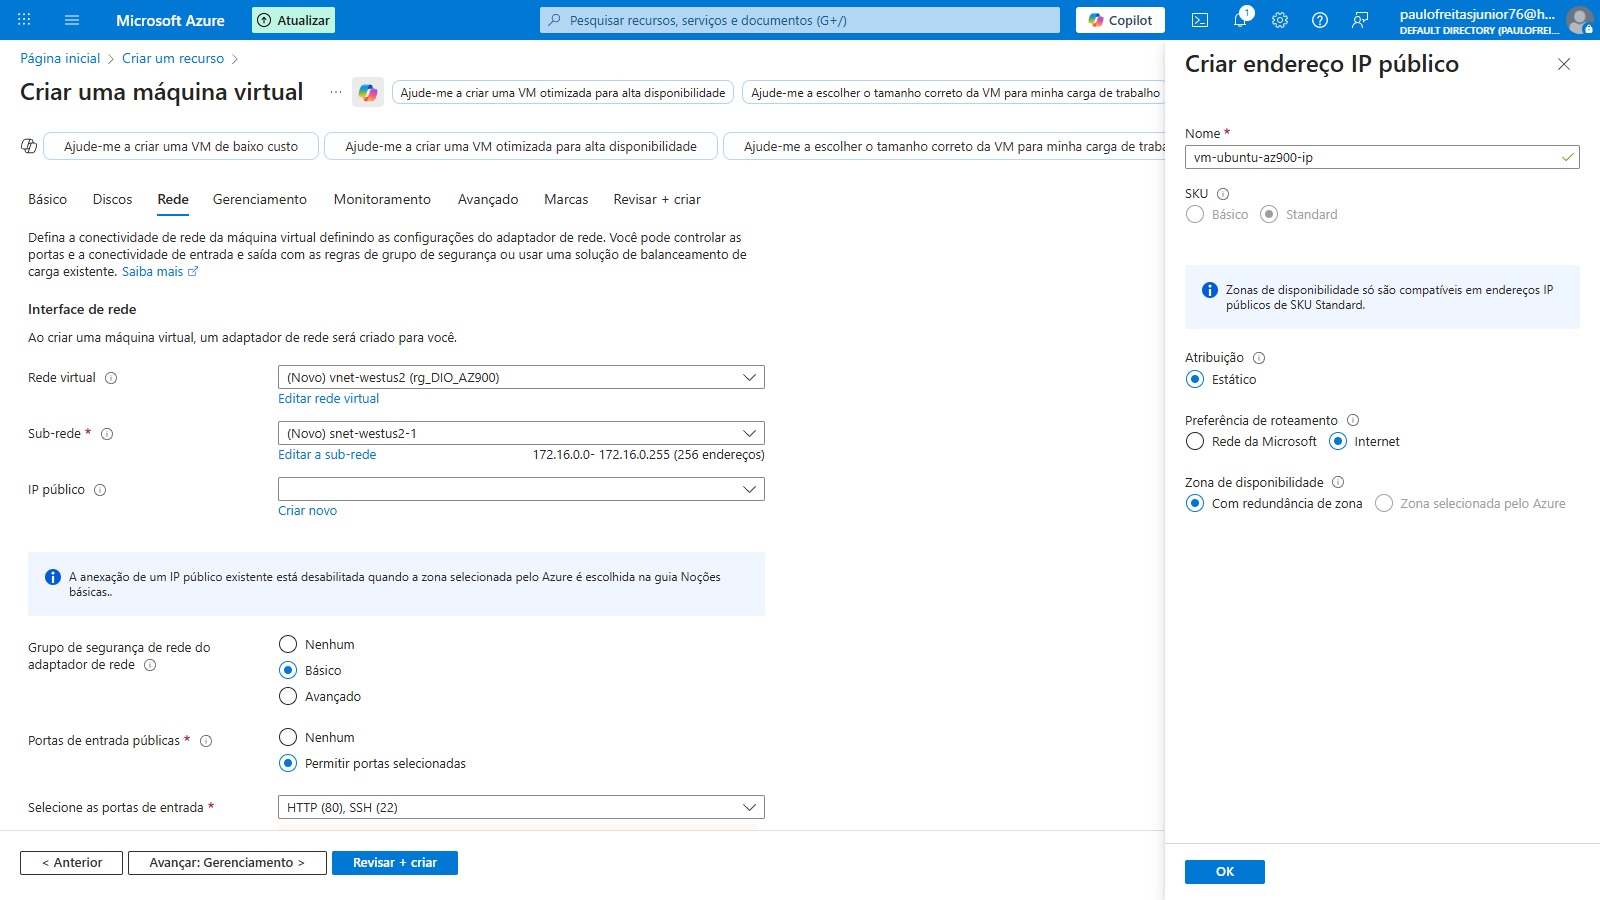 Microsoft Azure
Atualizar
Pesquisar recursos, serviços e documentos (G+/)
Copilot
1
paulofreitasjunior76@h...
DEFAULT DIRECTORY (PAULOFREI...
Página inicial > Criar um recurso >
Criar uma máquina virtual
...
Ajude-me a criar uma VM otimizada para alta disponibilidade
Ajude-me a escolher o tamanho correto da VM para minha carga de trabalho
Ajude-me a criar uma VM de baixo custo
Ajude-me a criar uma VM otimizada para alta disponibilidade
Ajude-me a escolher o tamanho correto da VM para minha carga de traba
Básico
Discos
Rede
Gerenciamento
Monitoramento
Avançado
Marcas
Revisar + criar
Defina a conectividade de rede da máquina virtual definindo as configurações do adaptador de rede. Você pode controlar as
portas e a conectividade de entrada e saída com as regras de grupo de segurança ou usar uma solução de balanceamento de
carga existente. Saiba mais
Interface de rede
Ao criar uma máquina virtual, um adaptador de rede será criado para você.
Rede virtual
(Novo) vnet-westus2 (rg_DIO_AZ900)
Editar rede virtual
Sub-rede *
(Novo) snet-westus2-1
Editar a sub-rede
172.16.0.0- 172.16.0.255 (256 endereços)
IP público
Criar novo
A anexação de um IP público existente está desabilitada quando a zona selecionada pelo Azure é escolhida na guia Noções
básicas..
Grupo de segurança de rede do
adaptador de rede
Nenhum
Básico
Avançado
Portas de entrada públicas *
Nenhum
Permitir portas selecionadas
Selecione as portas de entrada *
HTTP (80), SSH (22)
< Anterior
Avançar: Gerenciamento >
Revisar + criar
Criar endereço IP público
Nome *
vm-ubuntu-az900-ip
SKU
Básico
Standard
Zonas de disponibilidade só são compatíveis em endereços IP
públicos de SKU Standard.
Atribuição
Estático
Preferência de roteamento
Rede da Microsoft
Internet
Zona de disponibilidade
Com redundância de zona
Zona selecionada pelo Azure
OK